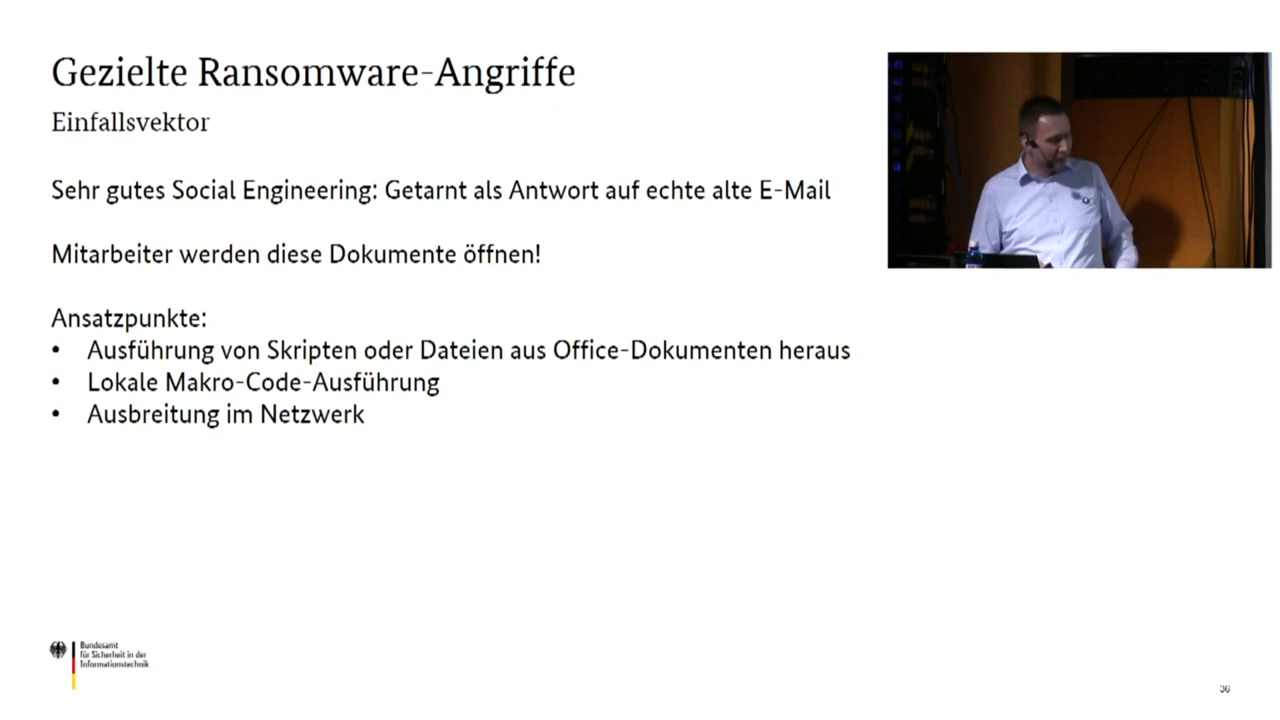 Gezielte Ransomware-Angriffe
Einfallsvektor
Sehr gutes Social Engineering: Getarnt als Antwort auf echte alte E-Mail
Mitarbeiter werden diese Dokumente öffnen!
Ansatzpunkte:
• Ausführung von Skripten oder Dateien aus Office-Dokumenten heraus
• Lokale Makro-Code-Ausführung
• Ausbreitung im Netzwerk
Bundesamt
für Sicherheit in der
Informationstechnik
36